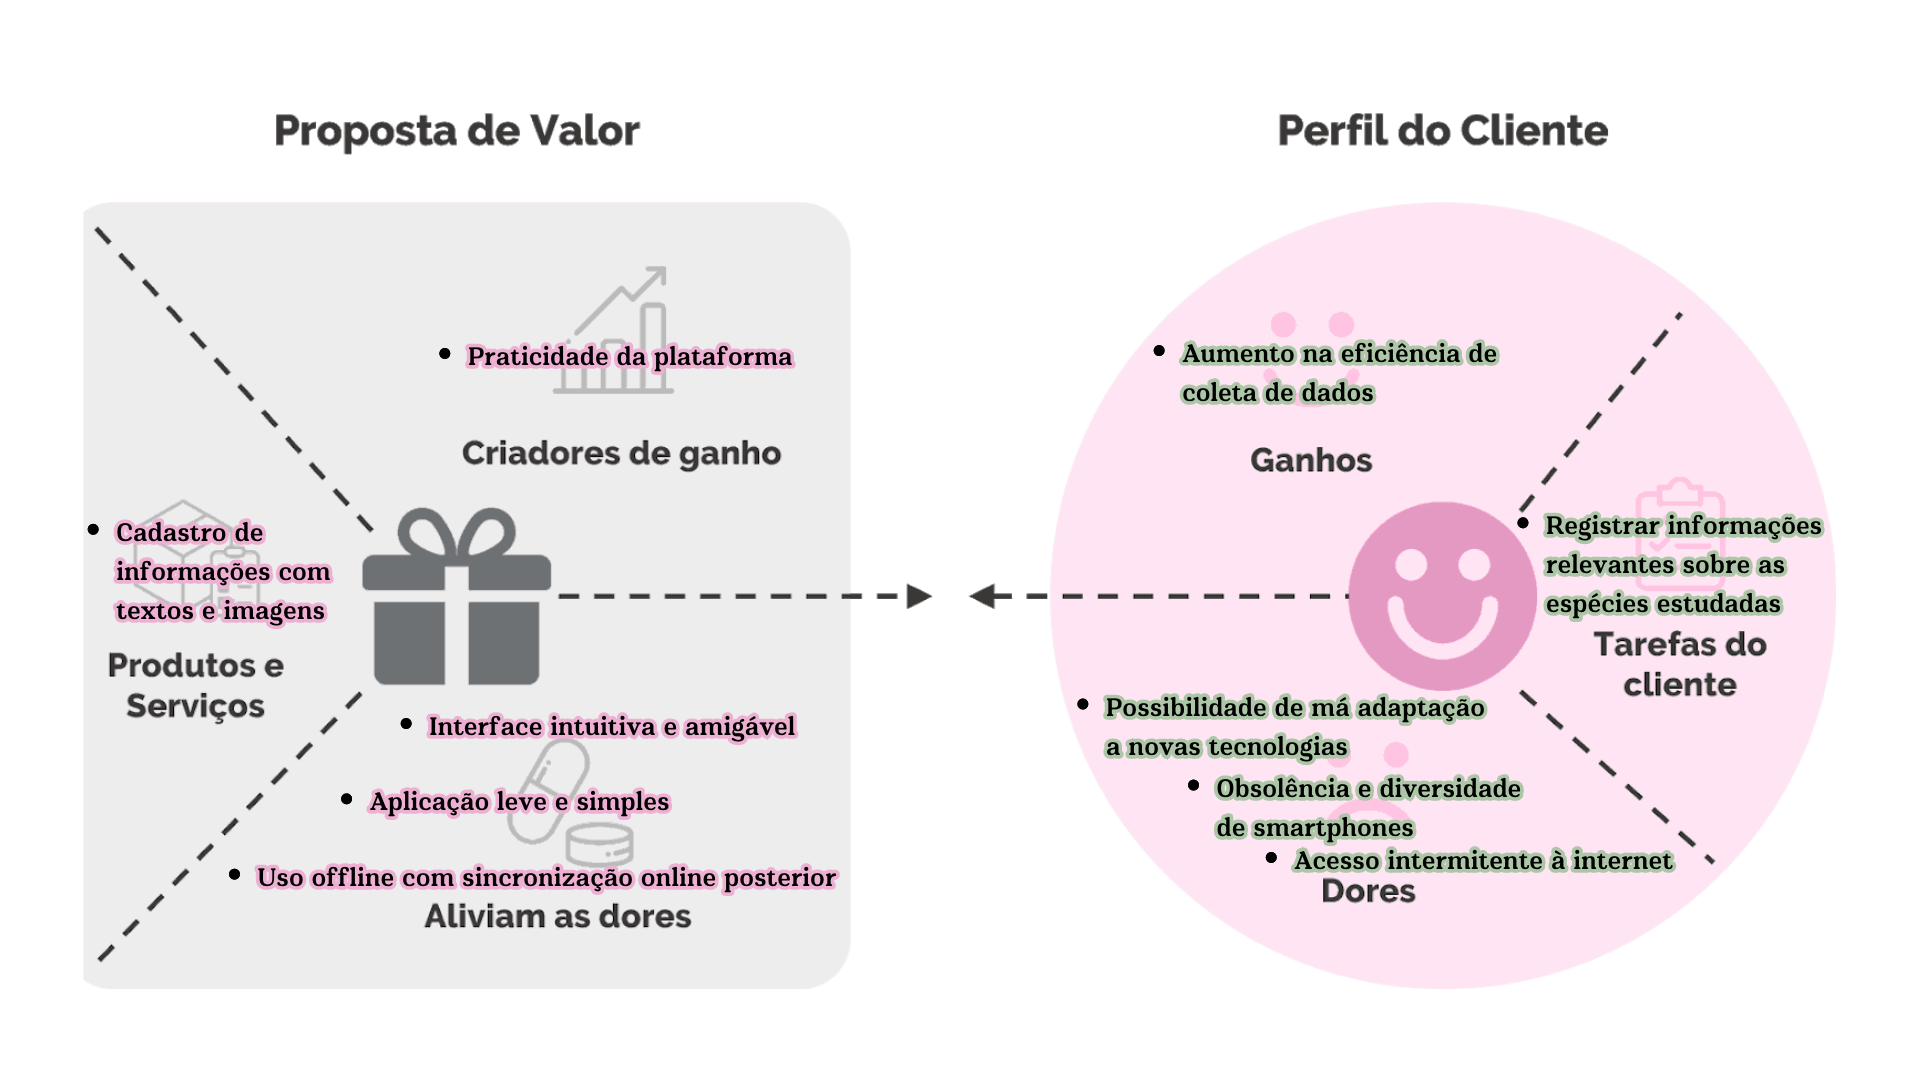 Proposta de Valor
Criadores de ganho
• Praticidade da plataforma
Produtos e
Serviços
• Cadastro de
informações com
textos e imagens
Aliviam as dores
• Interface intuitiva e amigável
• Aplicação leve e simples
• Uso offline com sincronização online posterior
Perfil do Cliente
Ganhos
• Aumento na eficiência de
coleta de dados
Tarefas do
cliente
• Registrar informações
relevantes sobre as
espécies estudadas
Dores
• Possibilidade de má adaptação
a novas tecnologias
• Obsolência e diversidade
de smartphones
• Acesso intermitente à internet